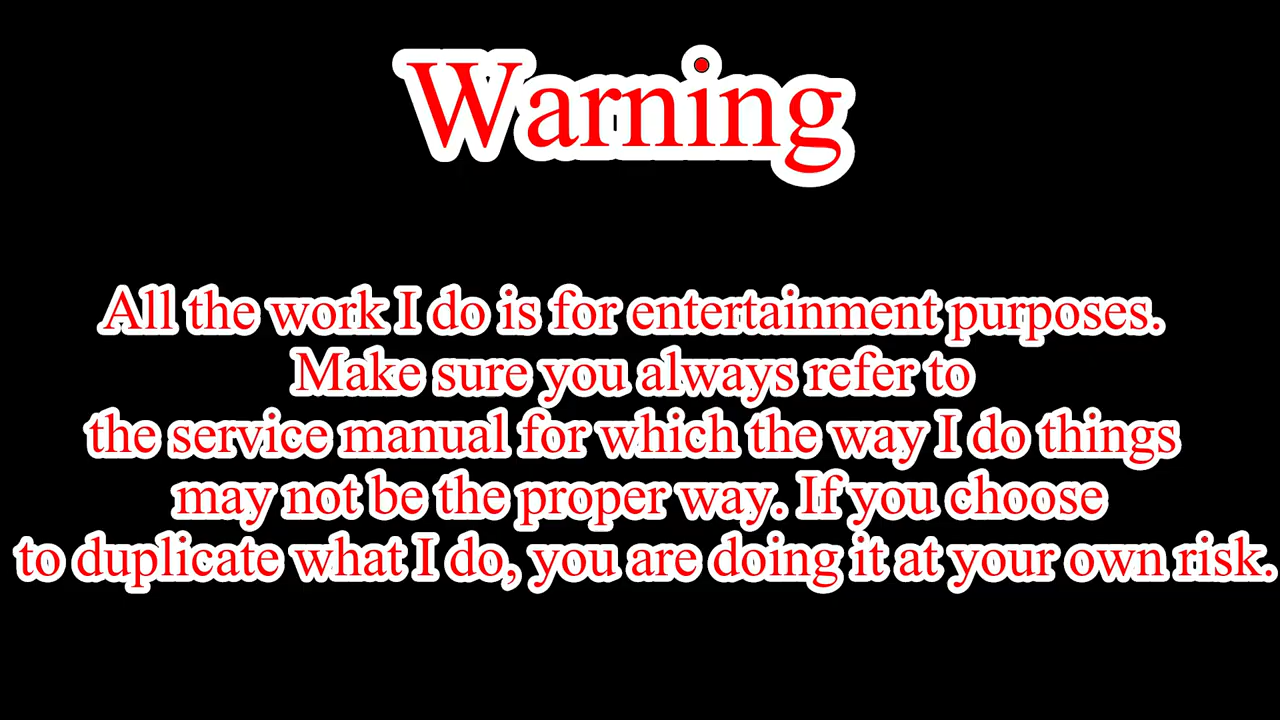 Warning
All the work I do is for entertainment purposes.
Make sure you always refer to
the service manual for which the way I do things
may not be the proper way. If you choose
to duplicate what I do, you are doing it at your own risk.